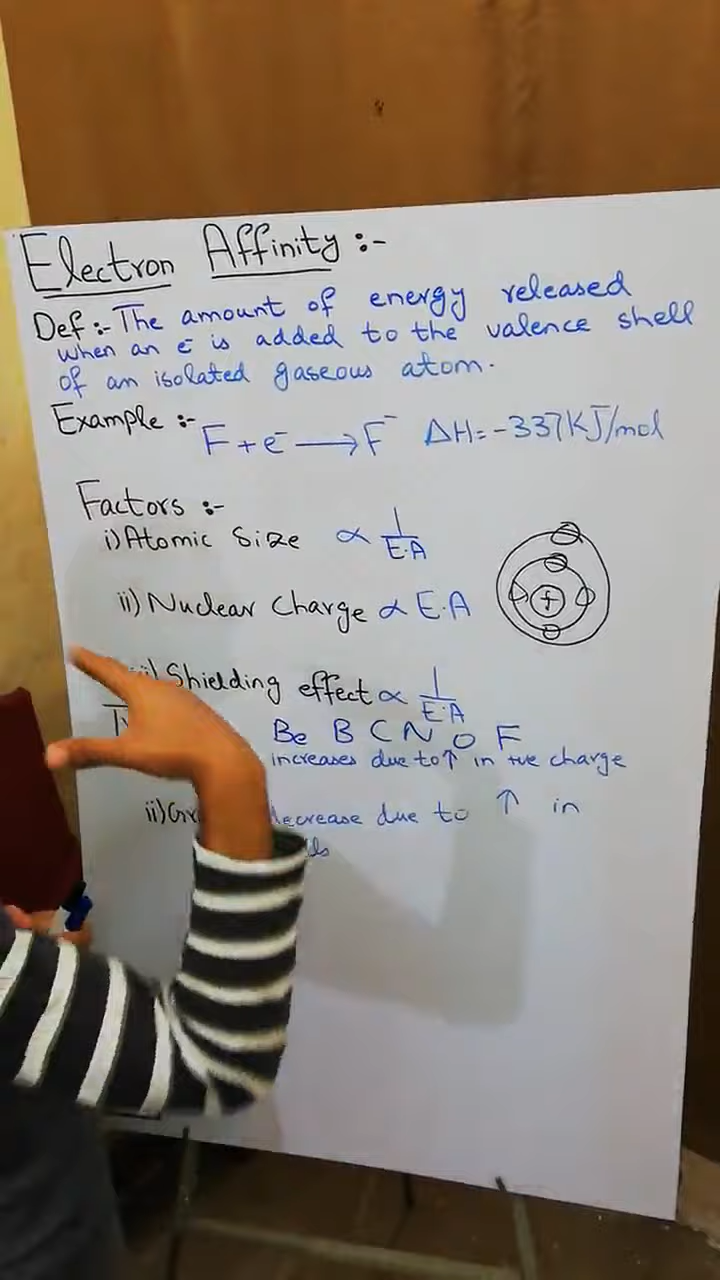 Electron Affinity :-
Def :- The amount of energy released
when an e⁻ is added to the valence shell
of an isolated gaseous atom.
Example :- F + e⁻ → F⁻ ΔH = -337KJ/mol
Factors :-
i) Atomic Size ∝ 1/E.A
ii) Nuclear Charge ∝ E.A
+
Shielding effect ∝ 1/E.A
Be B C N O F
increases due to ↑ in +ve charge
ii) decrease due to ↑ in